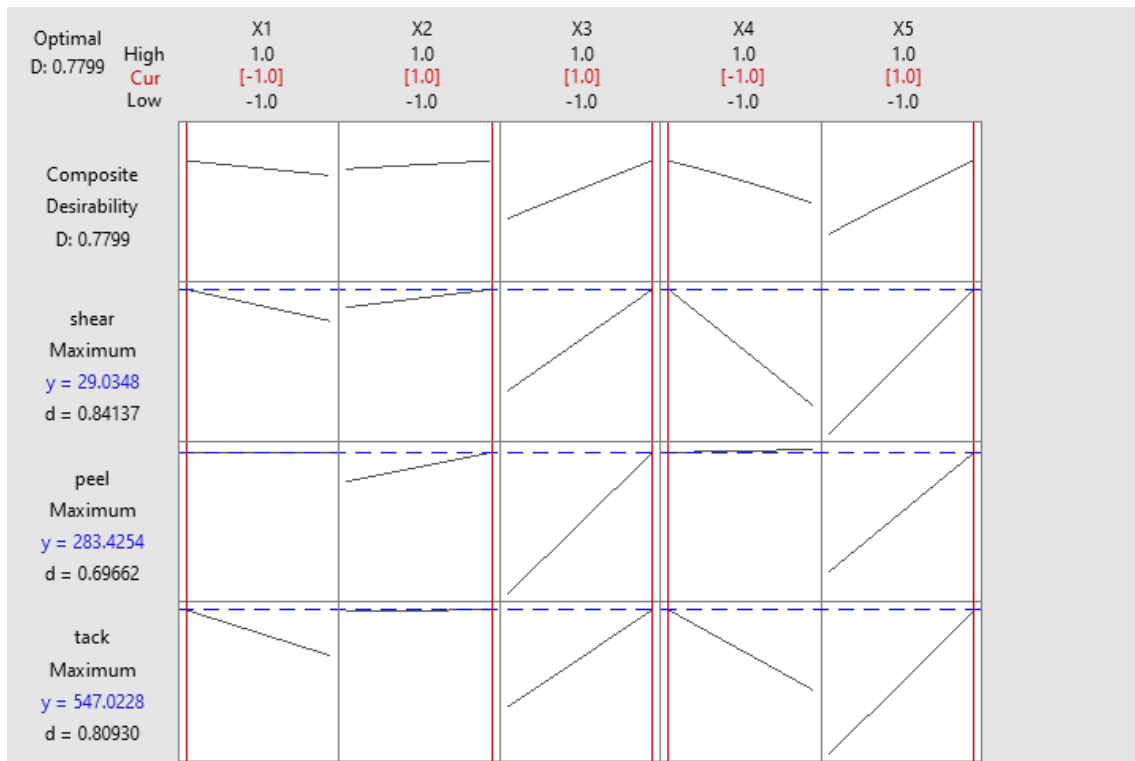 Optimal
D: 0.7799
High
Cur
Low
X1
1.0
[-1.0]
-1.0
X2
1.0
[1.0]
-1.0
X3
1.0
[1.0]
-1.0
X4
1.0
[-1.0]
-1.0
X5
1.0
[1.0]
-1.0
Composite
Desirability
D: 0.7799
shear
Maximum
y = 29.0348
d = 0.84137
peel
Maximum
y = 283.4254
d = 0.69662
tack
Maximum
y = 547.0228
d = 0.80930